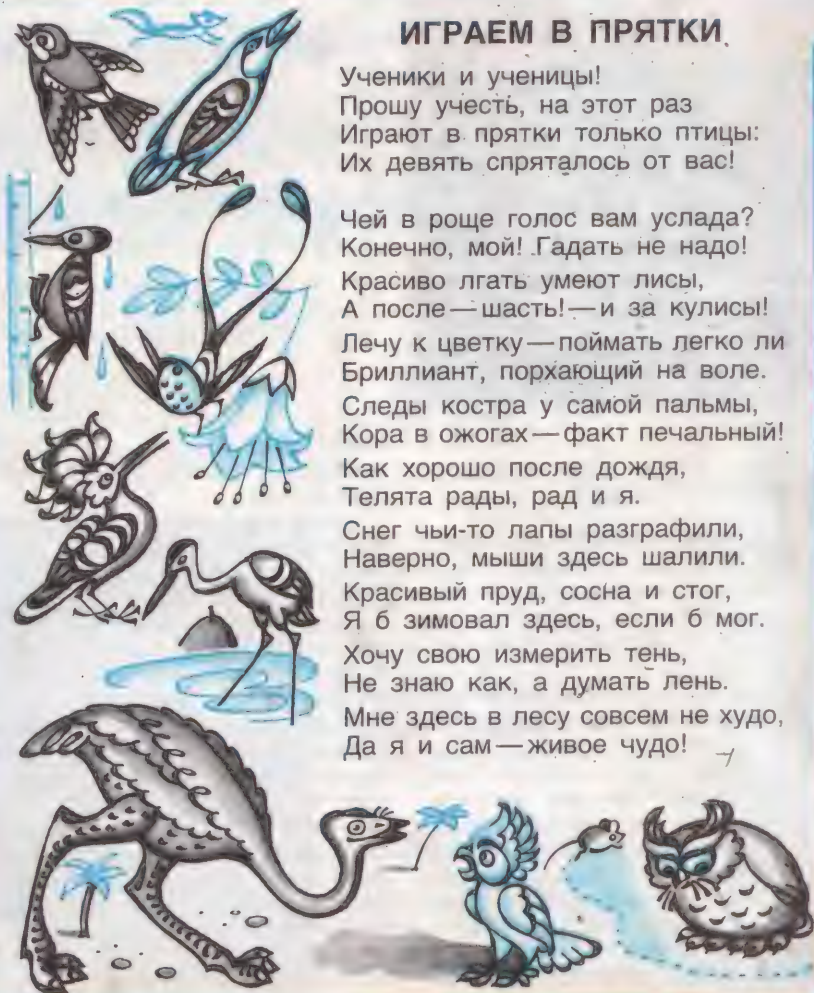 ИГРАЕМ В ПРЯТКИ
Ученики и ученицы!
Прошу учесть, на этот раз
Играют в прятки только птицы:
Их девять спряталось от вас!
Чей в роще голос вам услада?
Конечно, мой! Гадать не надо!
Красиво лгать умеют лисы,
А после—шасть!—и за кулисы!
Лечу к цветку—поймать легко ли
Бриллиант, порхающий на воле.
Следы костра у самой пальмы,
Кора в ожогах—факт печальный!
Как хорошо после дождя,
Телята рады, рад и я.
Снег чьи-то лапы разграфили,
Наверно, мыши здесь шалили.
Красивый пруд, сосна и стог,
Я б зимовал здесь, если б мог.
Хочу свою измерить тень,
Не знаю как, а думать лень.
Мне здесь в лесу совсем не худо,
Да я и сам—живое чудо!